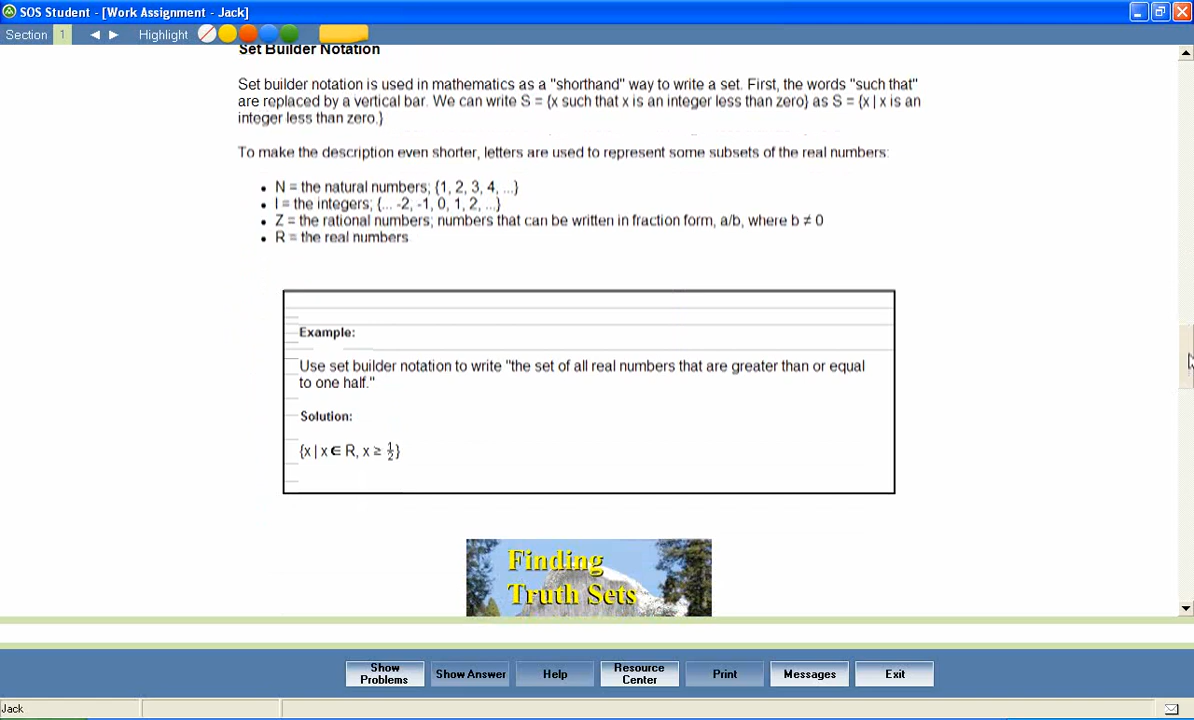 SOS Student - [Work Assignment - Jack]
Section 1 Highlight
Set Builder Notation
Set builder notation is used in mathematics as a "shorthand" way to write a set. First, the words "such that"
are replaced by a vertical bar. We can write S = {x such that x is an integer less than zero} as S = {x | x is an
integer less than zero.}
To make the description even shorter, letters are used to represent some subsets of the real numbers:
• N = the natural numbers; {1, 2, 3, 4, ...}
• I = the integers; {... -2, -1, 0, 1, 2, ...}
• Z = the rational numbers; numbers that can be written in fraction form, a/b, where b ≠ 0
• R = the real numbers
Example:
Use set builder notation to write "the set of all real numbers that are greater than or equal
to one half."
Solution:
{x | x ∈ R, x ≥ 1/2}
Finding
Truth Sets
Show Problems Show Answer Help Resource Center Print Messages Exit
Jack